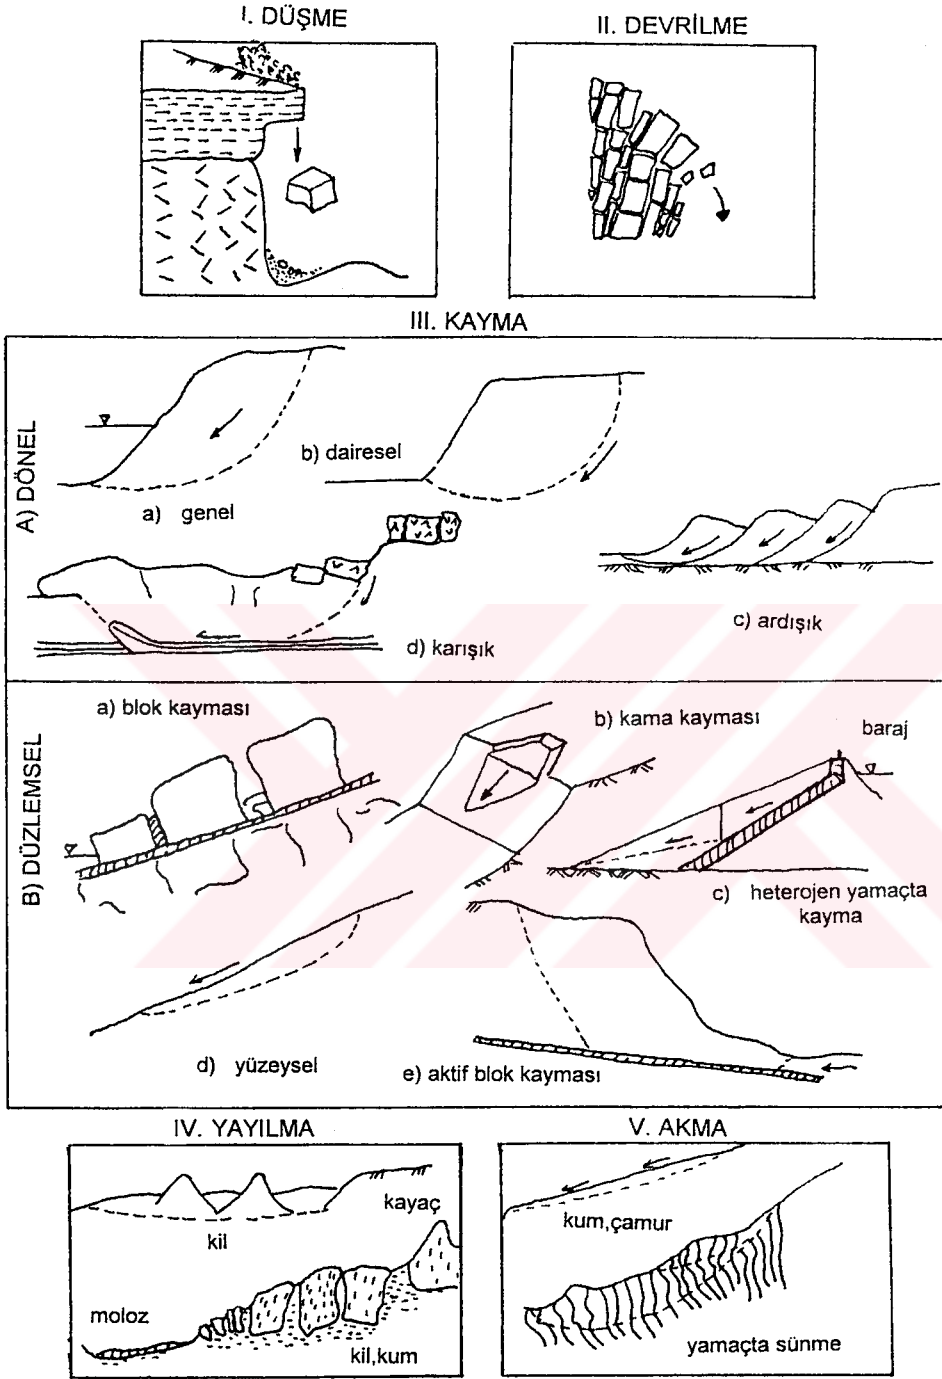 I. DÜŞME
II. DEVRİLME
III. KAYMA
A) DÖNEL
a) genel
b) dairesel
c) ardışık
d) karışık
B) DÜZLEMSEL
a) blok kayması
b) kama kayması
baraj
c) heterojen yamaçta
kayma
d) yüzeysel
e) aktif blok kayması
IV. YAYILMA
kayaç
kil
moloz
kil,kum
V. AKMA
kum,çamur
yamaçta sünme